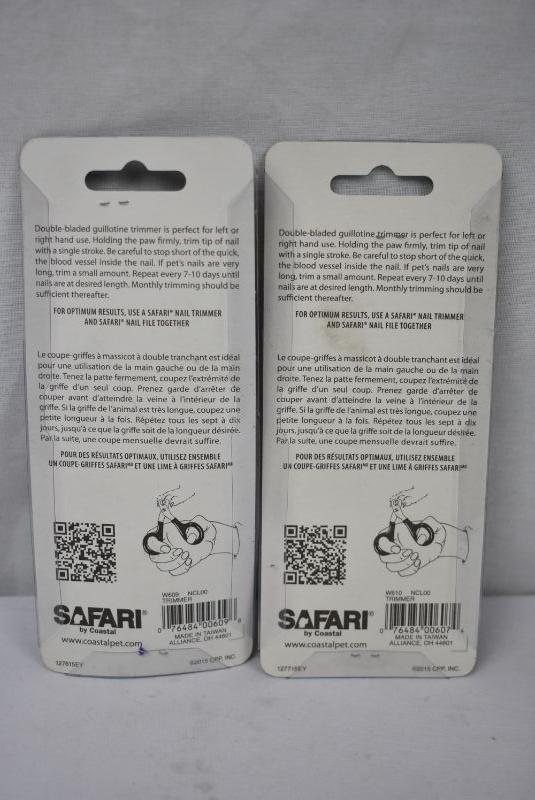 Double-bladed guillotine trimmer is perfect for left or
right hand use. Holding the paw firmly, trim tip of nail
with a single stroke. Be careful to stop short of the quick,
the blood vessel inside the nail. If pet's nails are very
long, trim a small amount. Repeat every 7-10 days until
nails are at desired length. Monthly trimming should be
sufficient thereafter.
FOR OPTIMUM RESULTS, USE A SAFARI® NAIL TRIMMER
AND SAFARI® NAIL FILE TOGETHER
Le coupe-griffes à massicot à double tranchant est idéal
pour une utilisation de la main gauche ou de la main
droite. Tenez la patte fermement, coupez l'extrémité de
la griffe d'un seul coup. Prenez garde d'arrêter de
couper avant d'atteindre la veine à l'intérieur de la
griffe. Si la griffe de l'animal est très longue, coupez une
petite longueur à la fois. Répétez tous les sept à dix
jours, jusqu'à ce que la griffe soit de la longueur désirée.
Par la suite, une coupe mensuelle devrait suffire.
POUR DES RÉSULTATS OPTIMAUX, UTILISEZ ENSEMBLE
UN COUPE-GRIFFES SAFARI MD ET UNE LIME À GRIFFES SAFARI MD
W609 NCL00
TRIMMER
SAFARI®
by Coastal
0 76484 00609 8
MADE IN TAIWAN
ALLIANCE, OH 44601
www.coastalpet.com
127615EY
©2015 CPP, INC.
Double-bladed guillotine trimmer is perfect for left or
right hand use. Holding the paw firmly, trim tip of nail
with a single stroke. Be careful to stop short of the quick,
the blood vessel inside the nail. If pet's nails are very
long, trim a small amount. Repeat every 7-10 days until
nails are at desired length. Monthly trimming should be
sufficient thereafter.
FOR OPTIMUM RESULTS, USE A SAFARI® NAIL TRIMMER
AND SAFARI® NAIL FILE TOGETHER
Le coupe-griffes à massicot à double tranchant est idéal
pour une utilisation de la main gauche ou de la main
droite. Tenez la patte fermement, coupez l'extrémité de
la griffe d'un seul coup. Prenez garde d'arrêter de
couper avant d'atteindre la veine à l'intérieur de la
griffe. Si la griffe de l'animal est très longue, coupez une
petite longueur à la fois. Répétez tous les sept à dix
jours, jusqu'à ce que la griffe soit de la longueur désirée.
Par la suite, une coupe mensuelle devrait suffire.
POUR DES RÉSULTATS OPTIMAUX, UTILISEZ ENSEMBLE
UN COUPE-GRIFFES SAFARI MD ET UNE LIME À GRIFFES SAFARI MD
W610 NCL00
TRIMMER
SAFARI®
by Coastal
0 76484 00607
MADE IN TAIWAN
ALLIANCE, OH 44601
www.coastalpet.com
127715EY
©2015 CPP, INC.